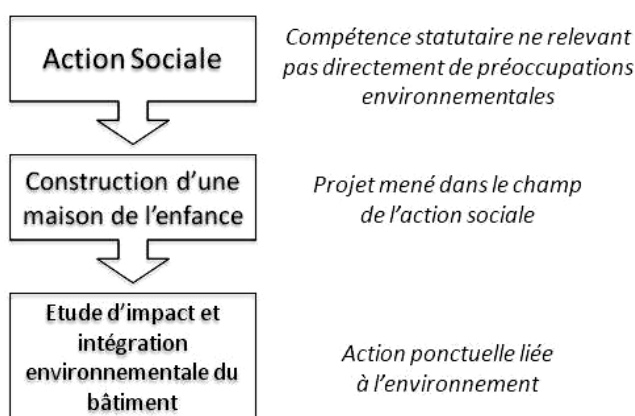 Action Sociale
Compétence statutaire ne relevant
pas directement de préoccupations
environnementales
Construction d’une
maison de l’enfance
Projet mené dans le champ
de l’action sociale
Etude d’impact et
intégration
environnementale du
bâtiment
Action ponctuelle liée
à l’environnement